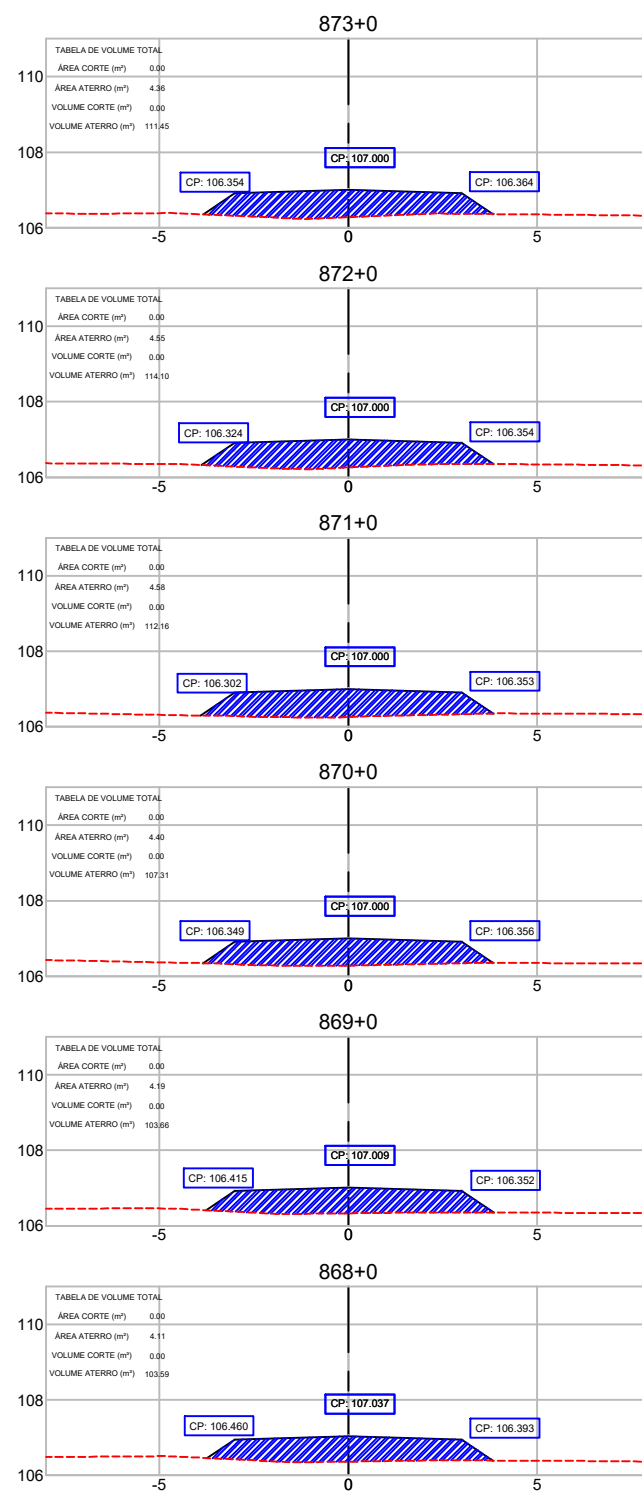 873+0
TABELA DE VOLUME TOTAL
ÁREA CORTE (m²) 0.00
ÁREA ATERRO (m²) 4.36
VOLUME CORTE (m³) 0.00
VOLUME ATERRO (m³) 111.45
110
108
106
CP: 107.000
CP: 106.354
CP: 106.364
-5
0
5
872+0
TABELA DE VOLUME TOTAL
ÁREA CORTE (m²) 0.00
ÁREA ATERRO (m²) 4.55
VOLUME CORTE (m³) 0.00
VOLUME ATERRO (m³) 114.10
110
108
106
CP: 107.000
CP: 106.324
CP: 106.354
-5
0
5
871+0
TABELA DE VOLUME TOTAL
ÁREA CORTE (m²) 0.00
ÁREA ATERRO (m²) 4.58
VOLUME CORTE (m³) 0.00
VOLUME ATERRO (m³) 112.16
110
108
106
CP: 107.000
CP: 106.302
CP: 106.353
-5
0
5
870+0
TABELA DE VOLUME TOTAL
ÁREA CORTE (m²) 0.00
ÁREA ATERRO (m²) 4.40
VOLUME CORTE (m³) 0.00
VOLUME ATERRO (m³) 107.31
110
108
106
CP: 107.000
CP: 106.349
CP: 106.356
-5
0
5
869+0
TABELA DE VOLUME TOTAL
ÁREA CORTE (m²) 0.00
ÁREA ATERRO (m²) 4.19
VOLUME CORTE (m³) 0.00
VOLUME ATERRO (m³) 103.66
110
108
106
CP: 107.009
CP: 106.415
CP: 106.352
-5
0
5
868+0
TABELA DE VOLUME TOTAL
ÁREA CORTE (m²) 0.00
ÁREA ATERRO (m²) 4.11
VOLUME CORTE (m³) 0.00
VOLUME ATERRO (m³) 103.59
110
108
106
CP: 107.037
CP: 106.460
CP: 106.393
-5
0
5